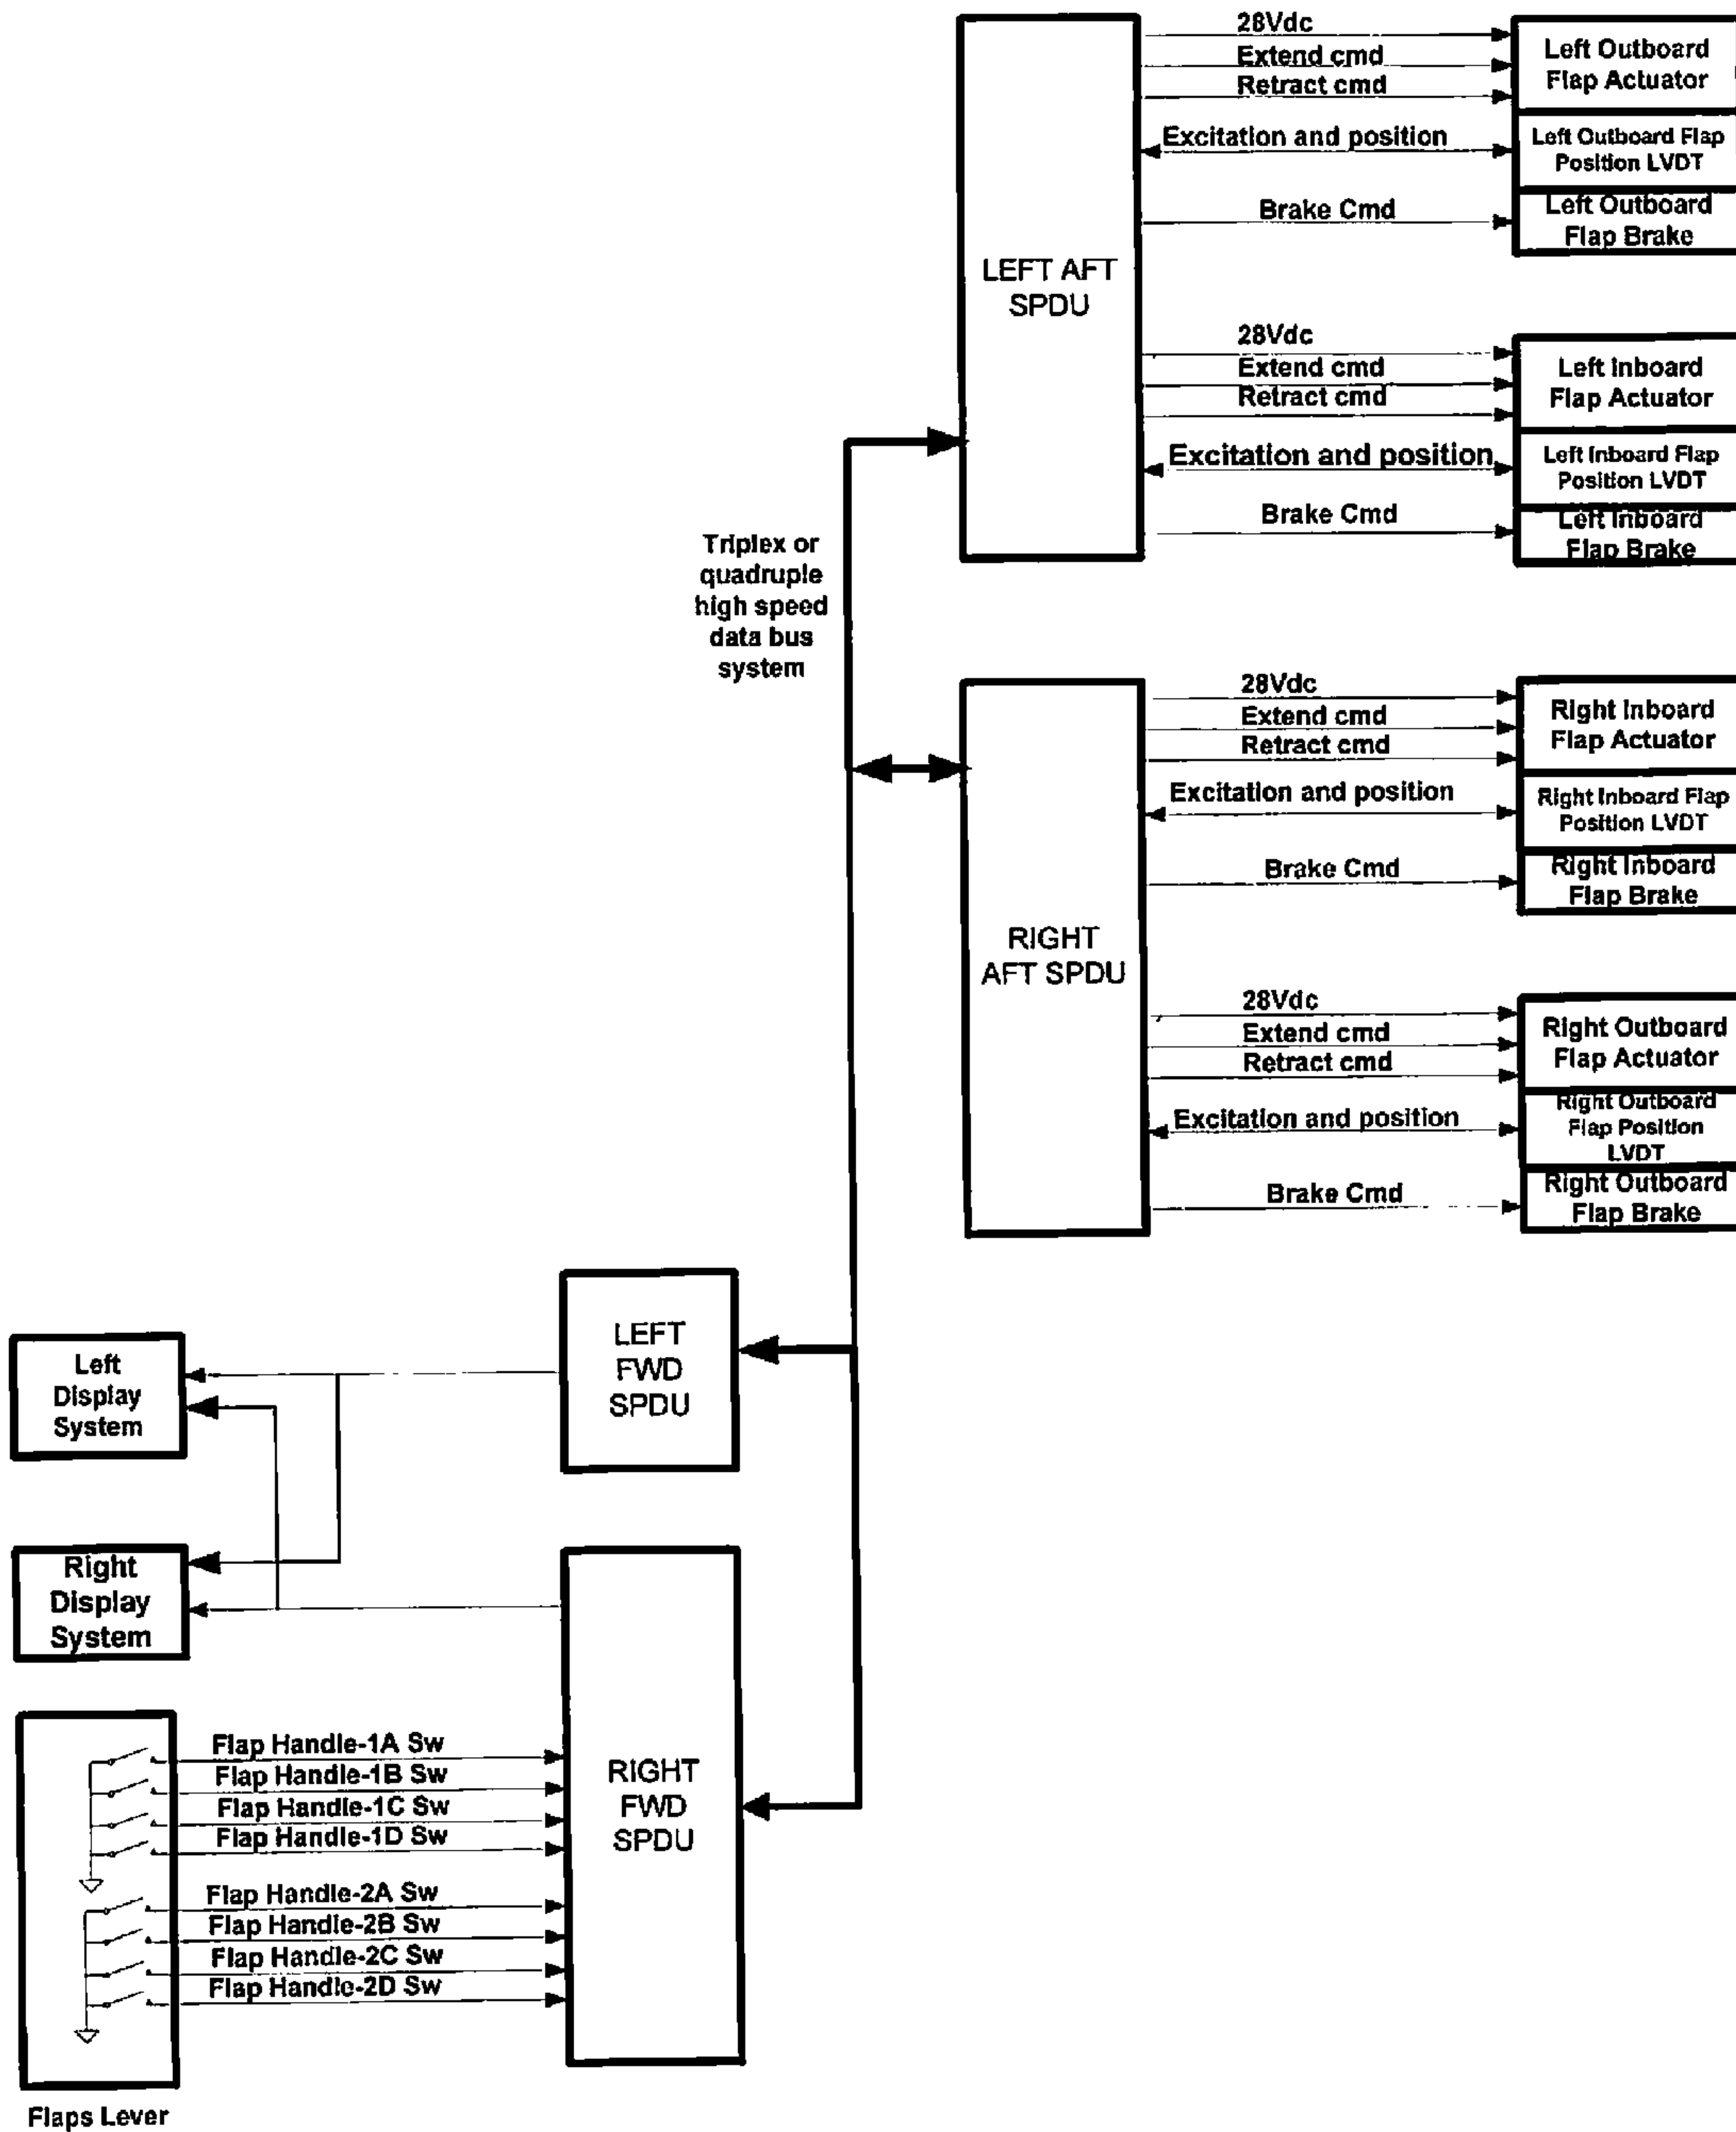 28Vdc
Extend cmd
Retract cmd
Left Outboard
Flap Actuator
Excitation and position
Left Outboard Flap
Position LVDT
Brake Cmd
Left Outboard
Flap Brake
LEFT AFT
SPDU
28Vdc
Extend cmd
Retract cmd
Left Inboard
Flap Actuator
Excitation and position
Left Inboard Flap
Position LVDT
Brake Cmd
Left Inboard
Flap Brake
Triplex or
quadruple
high speed
data bus
system
28Vdc
Extend cmd
Retract cmd
Right Inboard
Flap Actuator
Excitation and position
Right Inboard Flap
Position LVDT
Brake Cmd
Right Inboard
Flap Brake
RIGHT
AFT SPDU
28Vdc
Extend cmd
Retract cmd
Right Outboard
Flap Actuator
Excitation and position
Right Outboard
Flap Position
LVDT
Brake Cmd
Right Outboard
Flap Brake
LEFT
FWD
SPDU
Left
Display
System
Right
Display
System
Flap Handle-1A Sw
Flap Handle-1B Sw
Flap Handle-1C Sw
Flap Handle-1D Sw
Flap Handle-2A Sw
Flap Handle-2B Sw
Flap Handle-2C Sw
Flap Handle-2D Sw
RIGHT
FWD
SPDU
Flaps Lever